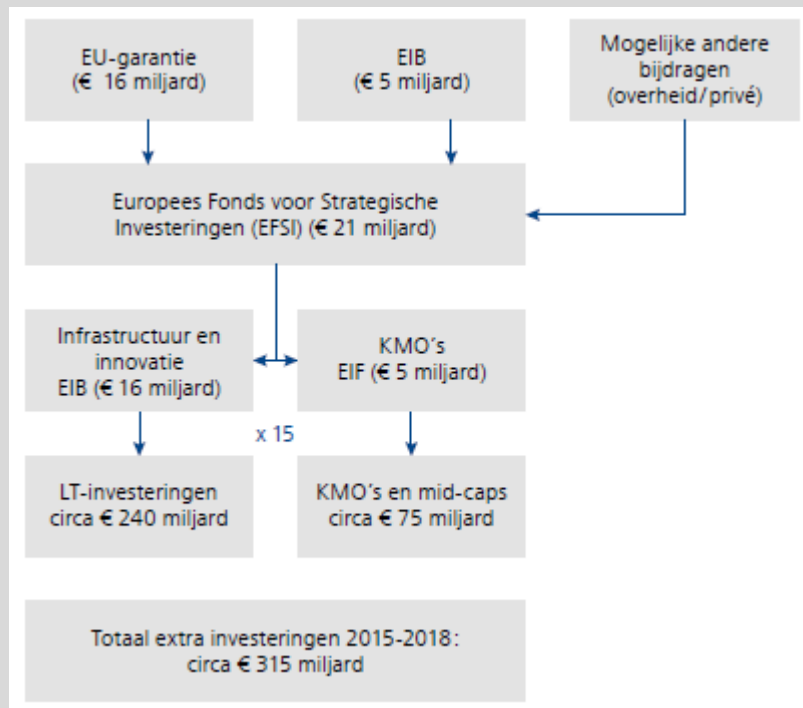 EU-garantie
(€ 16 miljard)
EIB
(€ 5 miljard)
Mogelijke andere
bijdragen
(overheid/privé)
Europees Fonds voor Strategische
Investeringen (EFSI) (€ 21 miljard)
Infrastructuur en
innovatie
EIB (€ 16 miljard)
KMO's
EIF (€ 5 miljard)
x 15
LT-investeringen
circa € 240 miljard
KMO's en mid-caps
circa € 75 miljard
Totaal extra investeringen 2015-2018:
circa € 315 miljard